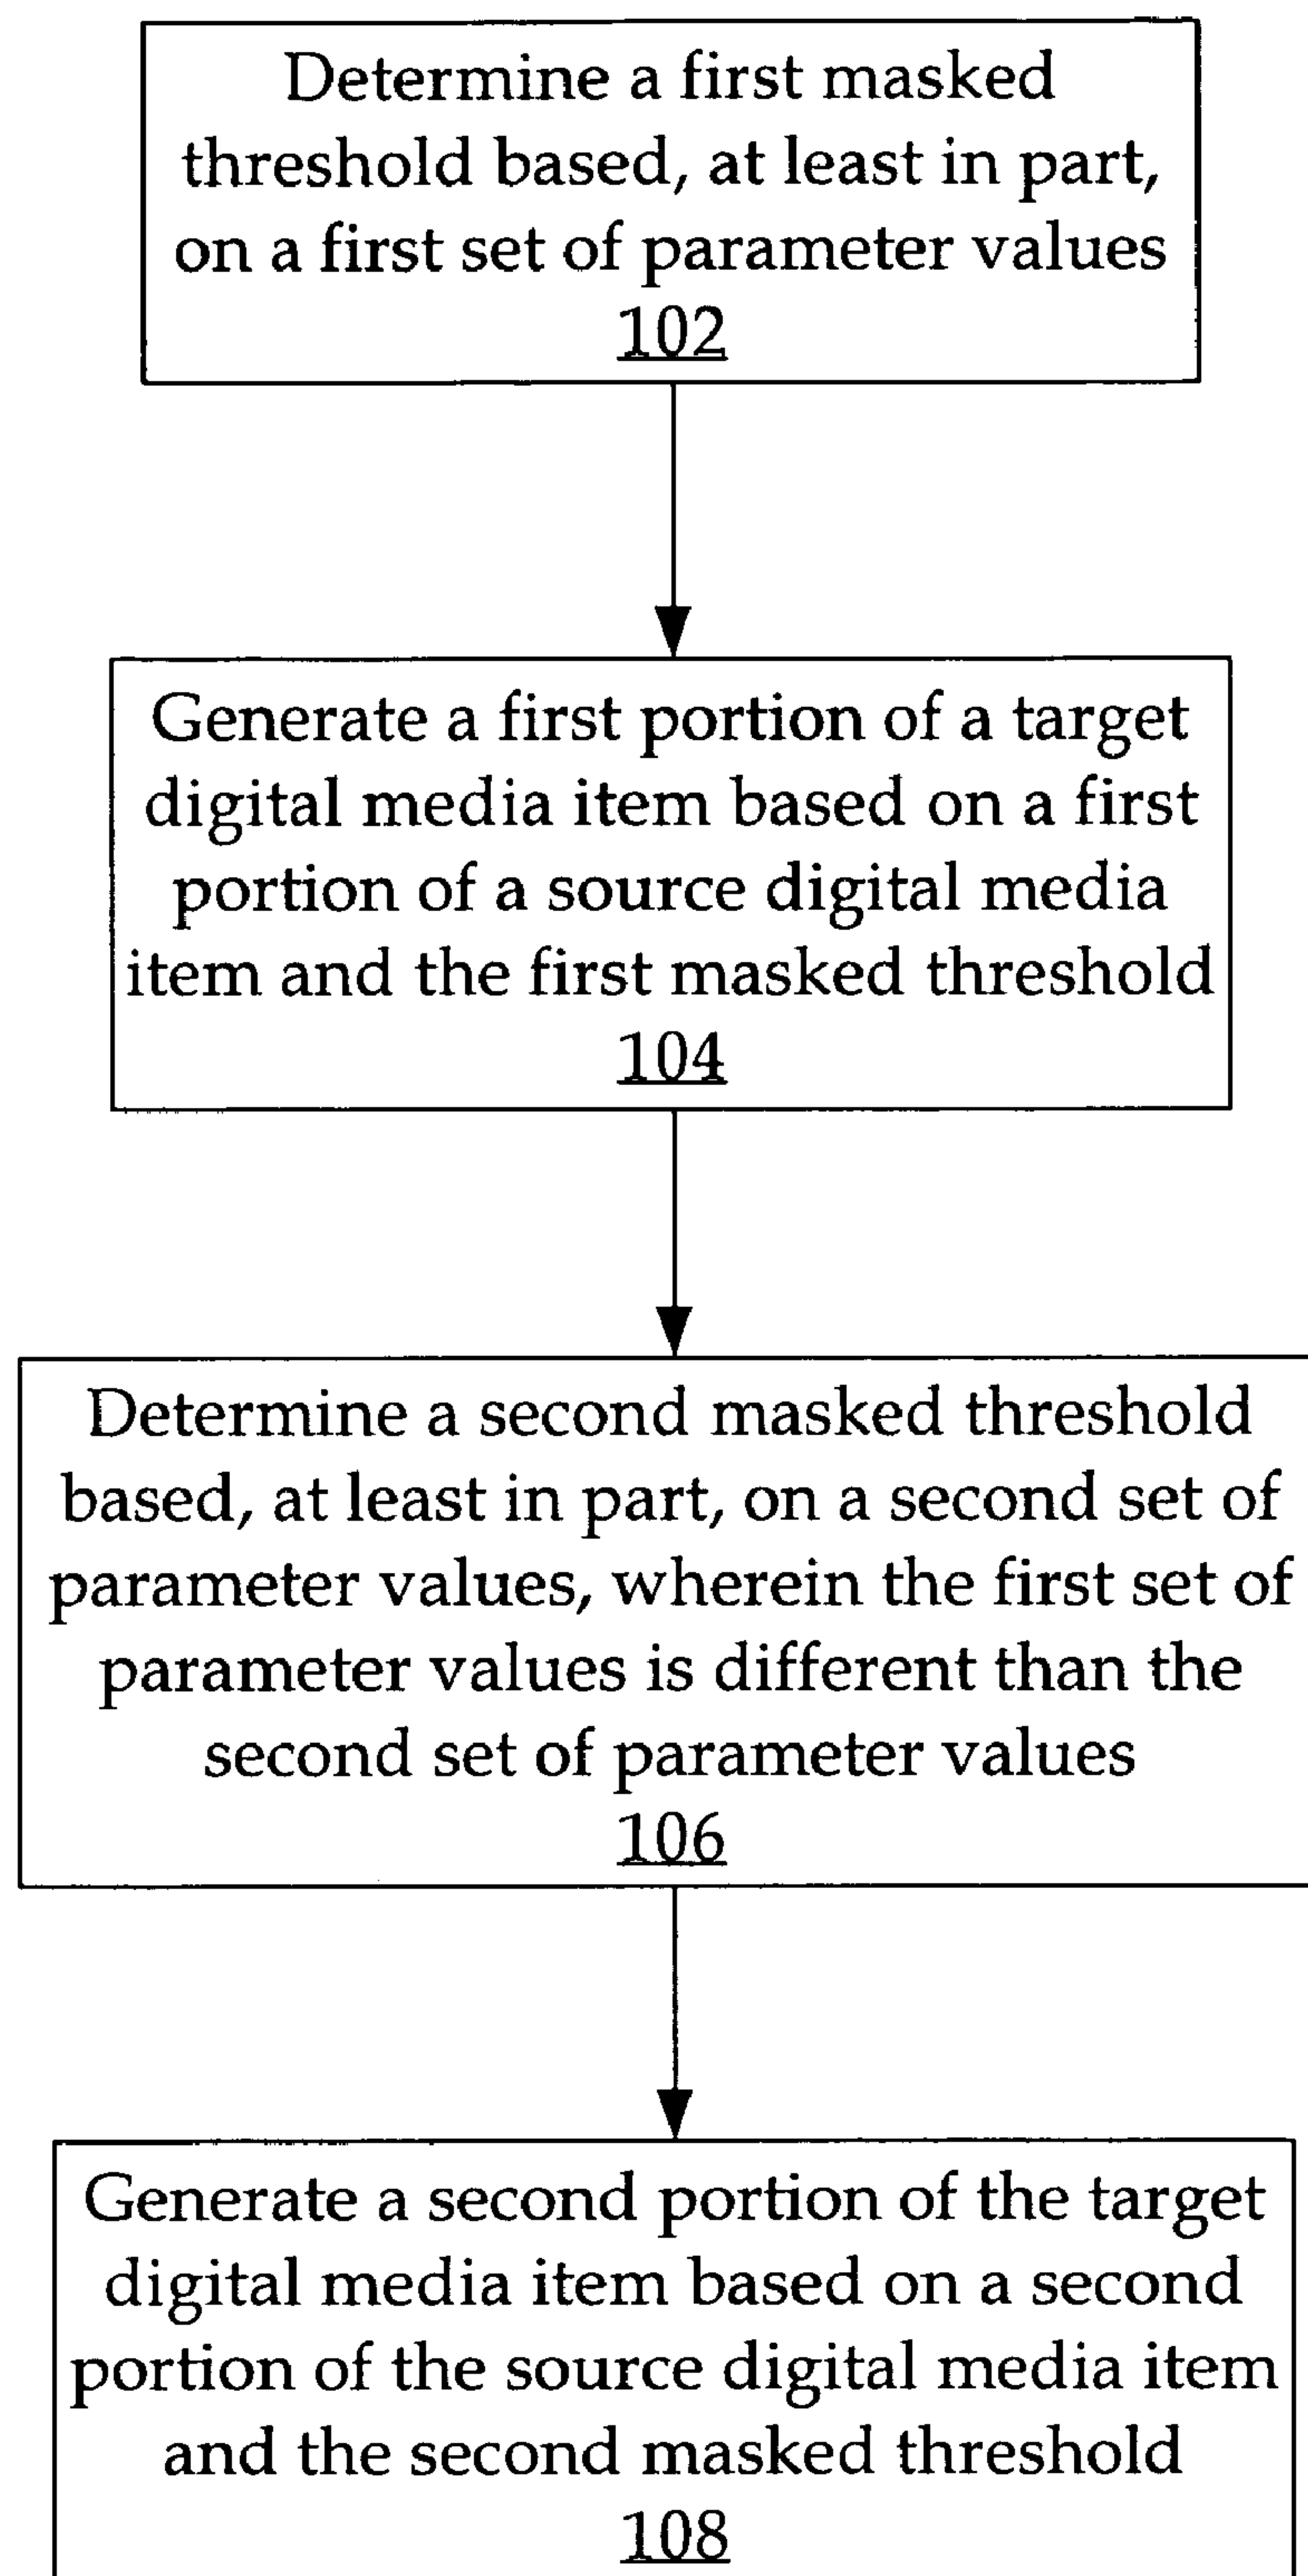 Determine a first masked
threshold based, at least in part,
on a first set of parameter values
102
Generate a first portion of a target
digital media item based on a first
portion of a source digital media
item and the first masked threshold
104
Determine a second masked threshold
based, at least in part, on a second set of
parameter values, wherein the first set of
parameter values is different than the
second set of parameter values
106
Generate a second portion of the target
digital media item based on a second
portion of the source digital media item
and the second masked threshold
108